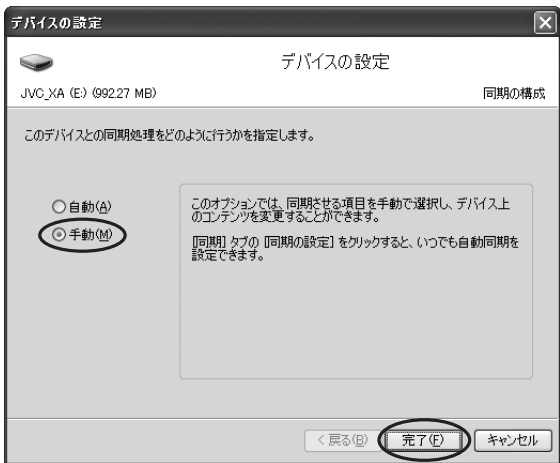 デバイスの設定
デバイスの設定
JVC_XA (E:) (992.27 MB)
同期の構成
このデバイスとの同期処理をどのように行うかを指定します。
自動(A)
手動(M)
このオプションでは、同期させる項目を手動で選択し、デバイス上
のコンテンツを変更することができます。
[同期] タブの [同期の設定] をクリックすると、いつでも自動同期を
設定できます。
< 戻る(B)
完了(F)
キャンセル